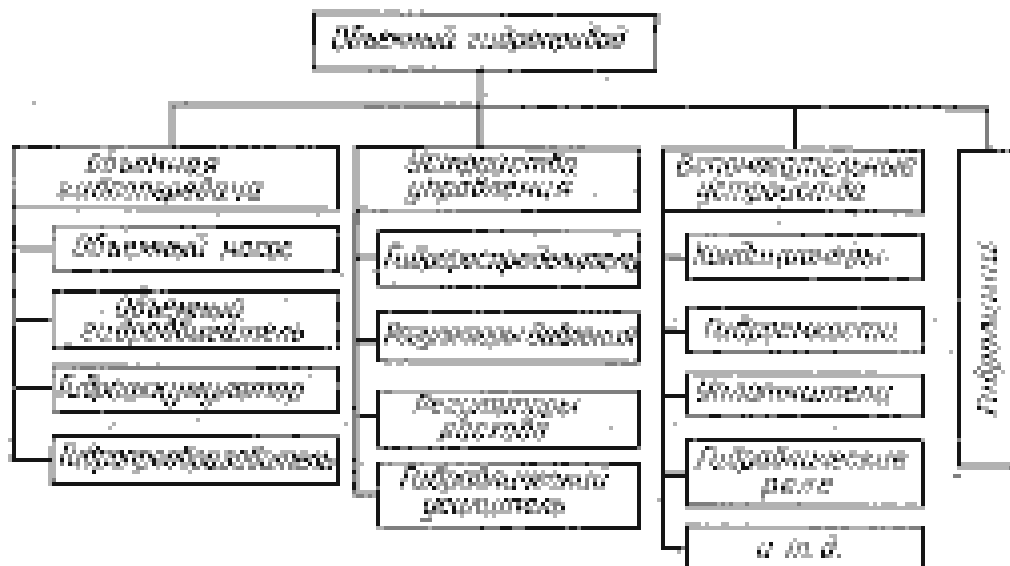 Объемный гидропривод
Объемная
гидропередача
Объемный насос
Объемный
гидродвигатель
Гидроаккумулятор
Гидропреобразователь
Устройства
управления
Гидрораспределитель
Регуляторы давления
Регуляторы
расхода
Гидравлический
усилитель
Вспомогательные
устройства
Кондиционеры
Гидроемкости
Уплотнители
Гидравлические
реле
и т.д.
Гидролинии